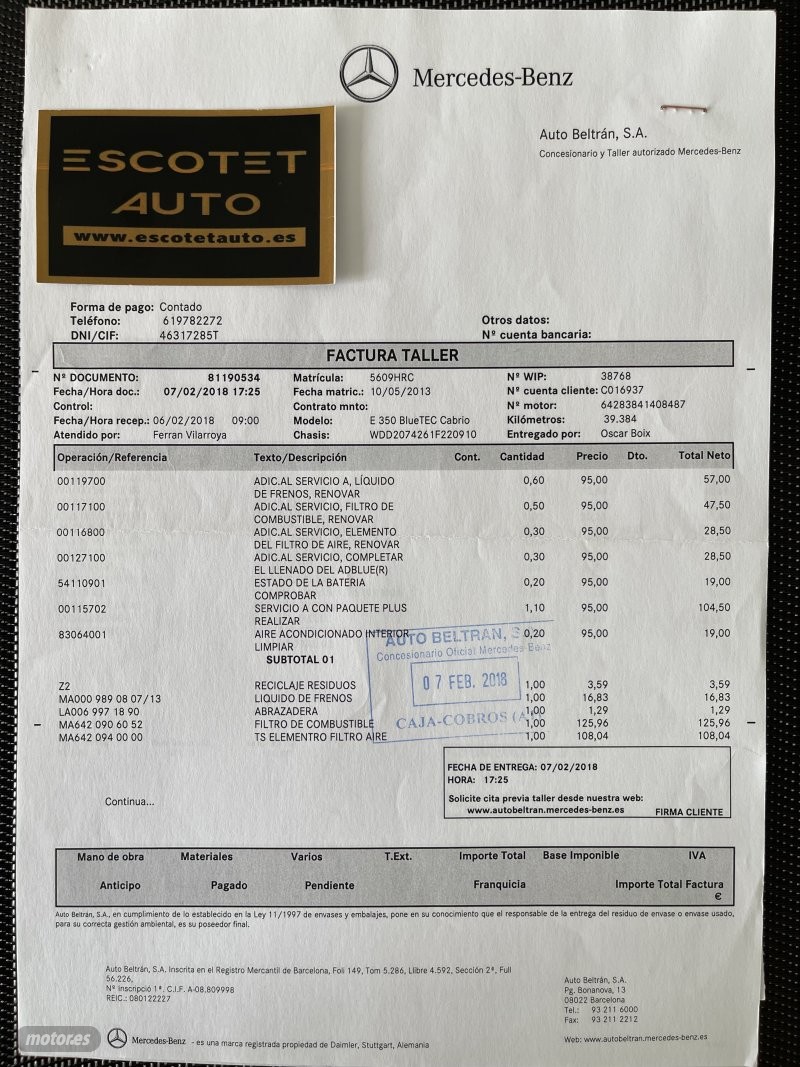 Mercedes-Benz
Auto Beltrán, S.A.
Concesionario y Taller autorizado Mercedes-Benz
ESCOTET
AUTO
www.escotetauto.es
Forma de pago: Contado
Teléfono: 619782272
DNI/CIF: 46317285T
Otros datos:
Nº cuenta bancaria:
FACTURA TALLER
Nº DOCUMENTO: 81190534 Matrícula: 5609HRC Nº WIP: 38768
Fecha/Hora doc.: 07/02/2018 17:25 Fecha matric.: 10/05/2013 Nº cuenta cliente: C016937
Control: Contrato mnto: Nº motor: 64283841408487
Fecha/Hora recep.: 06/02/2018 09:00 Modelo: E 350 BlueTEC Cabrio Kilómetros: 39.384
Atendido por: Ferran Vilarroya Chasis: WDD2074261F220910 Entregado por: Oscar Boix
Operación/Referencia Texto/Descripción Cont. Cantidad Precio Dto. Total Neto
00119700 ADIC.AL SERVICIO A, LÍQUIDO 0,60 95,00 57,00
DE FRENOS, RENOVAR
00117100 ADIC.AL SERVICIO, FILTRO DE 0,50 95,00 47,50
COMBUSTIBLE, RENOVAR
00116800 ADIC.AL SERVICIO, ELEMENTO 0,30 95,00 28,50
DEL FILTRO DE AIRE, RENOVAR
00127100 ADIC.AL SERVICIO, COMPLETAR 0,30 95,00 28,50
EL LLENADO DEL ADBLUE(R)
54110901 ESTADO DE LA BATERIA 0,20 95,00 19,00
COMPROBAR
00115702 SERVICIO A CON PAQUETE PLUS 1,10 95,00 104,50
REALIZAR
83064001 AIRE ACONDICIONADO INTERIOR, 0,20 95,00 19,00
LIMPIAR
SUBTOTAL 01
AUTO BELTRAN, S.
Concesionario Oficial Mercedes-Benz
07 FEB. 2018
CAJA-COBROS (A)
Z2 RECICLAJE RESIDUOS 1,00 3,59 3,59
MA000 989 08 07/13 LIQUIDO DE FRENOS 1,00 16,83 16,83
LA006 997 18 90 ABRAZADERA 1,00 1,29 1,29
MA642 090 60 52 FILTRO DE COMBUSTIBLE 1,00 125,96 125,96
MA642 094 00 00 TS ELEMENTRO FILTRO AIRE 1,00 108,04 108,04
FECHA DE ENTREGA: 07/02/2018
HORA: 17:25
Solicite cita previa taller desde nuestra web:
www.autobeltran.mercedes-benz.es FIRMA CLIENTE
Continua...
Mano de obra Materiales Varios T.Ext. Importe Total Base Imponible IVA
Anticipo Pagado Pendiente Franquicia Importe Total Factura
€
Auto Beltrán, S.A., en cumplimiento de lo establecido en la Ley 11/1997 de envases y embalajes, pone en su conocimiento que el responsable de la entrega del residuo de envase o envase usado,
para su correcta gestión ambiental, es su poseedor final.
Auto Beltrán, S.A. Inscrita en el Registro Mercantil de Barcelona, Foli 149, Tom 5.286, Llibre 4.592, Sección 2ª, Full
56.226,
Nº Inscripció 1ª. C.I.F. A-08.809998
REIC.: 080122227
Auto Beltrán, S.A.
Pg. Bonanova, 13
08022 Barcelona
Tel.: 93 211 6000
Fax: 93 211 2212
Web: www.autobeltran.mercedes-benz.es
motor.es
Mercedes-Benz - es una marca registrada propiedad de Daimler, Stuttgart, Alemania